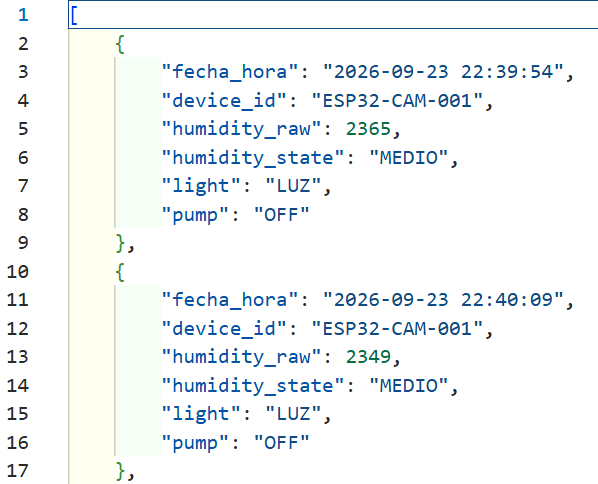 1 [
2 {
3 "fecha_hora": "2026-09-23 22:39:54",
4 "device_id": "ESP32-CAM-001",
5 "humidity_raw": 2365,
6 "humidity_state": "MEDIO",
7 "light": "LUZ",
8 "pump": "OFF"
9 },
10 {
11 "fecha_hora": "2026-09-23 22:40:09",
12 "device_id": "ESP32-CAM-001",
13 "humidity_raw": 2349,
14 "humidity_state": "MEDIO",
15 "light": "LUZ",
16 "pump": "OFF"
17 },